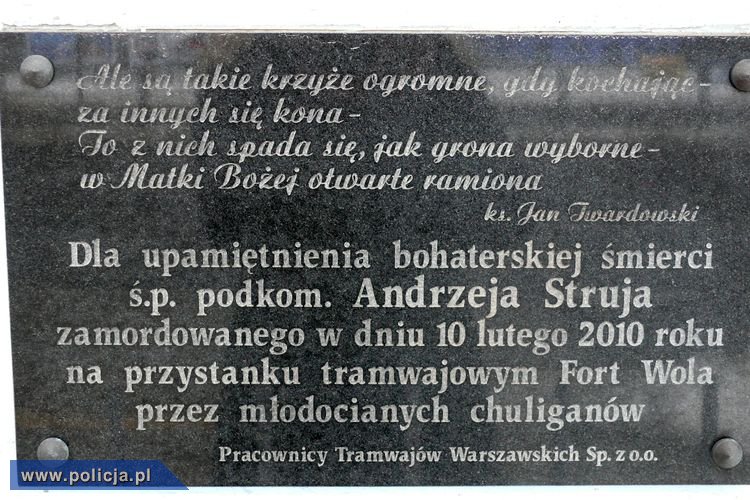 Ale są takie krzyże ogromne, gdy kochając -
za innych się kona -
To z nich spada się, jak grona wyborne -
w Matki Bożej otwarte ramiona
ks. Jan Twardowski
Dla upamiętnienia bohaterskiej śmierci
ś.p. podkom. Andrzeja Struja
zamordowanego w dniu 10 lutego 2010 roku
na przystanku tramwajowym Fort Wola
przez młodocianych chuliganów
Pracownicy Tramwajów Warszawskich Sp. z o.o.
www.policja.pl